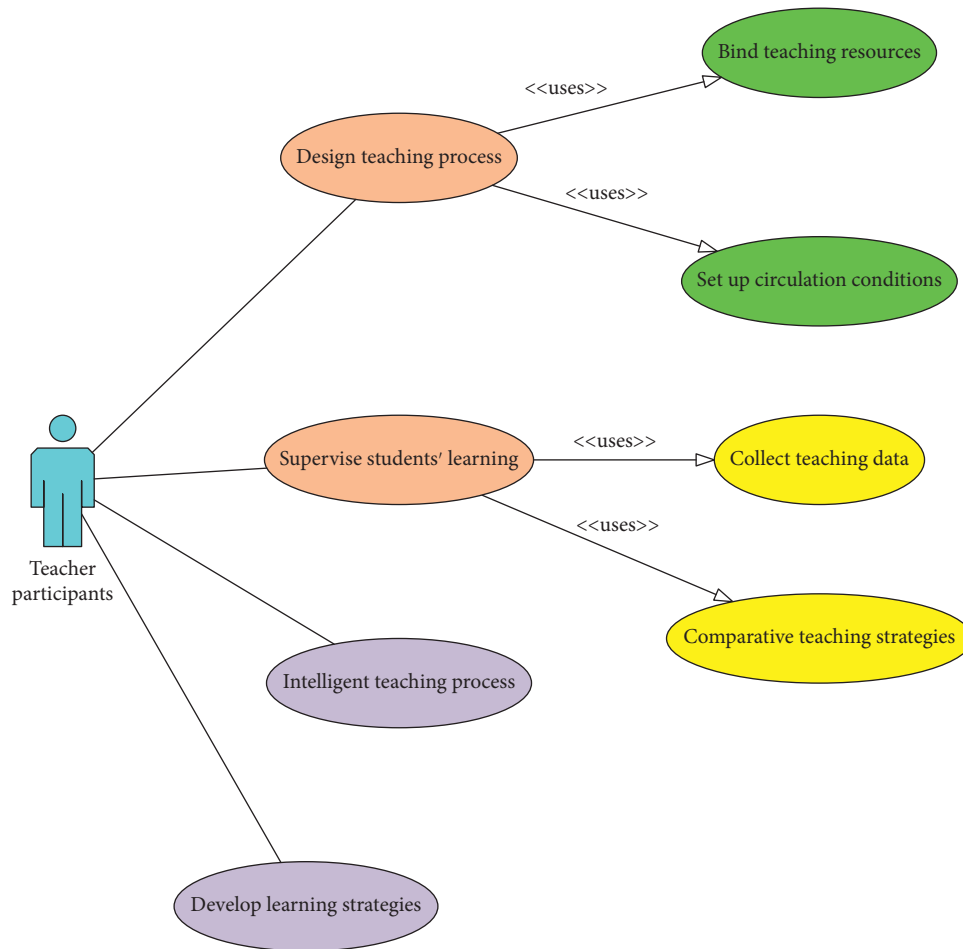 Bind teaching resources
<<uses>>
Design teaching process
<<uses>>
Set up circulation conditions
Supervise students' learning
<<uses>>
Collect teaching data
<<uses>>
Teacher
participants
Comparative teaching strategies
Intelligent teaching process
Develop learning strategies